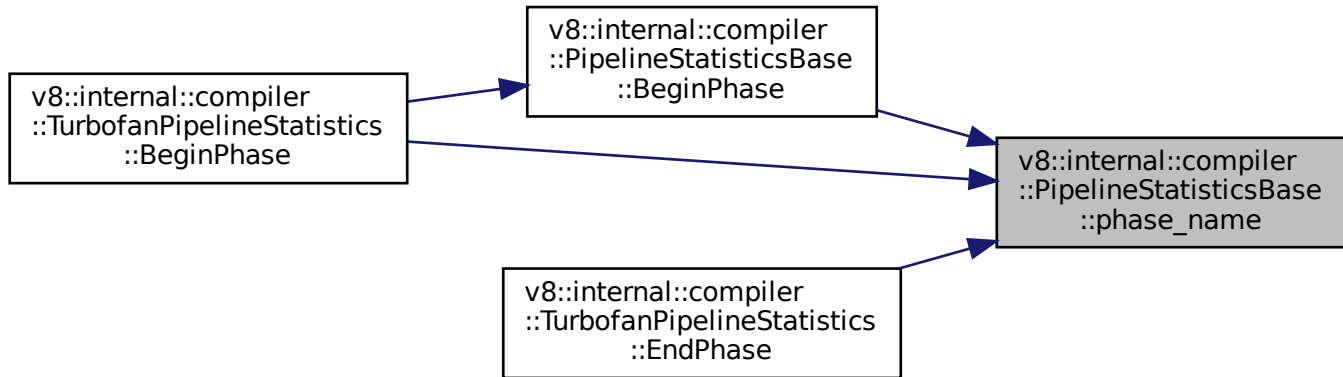 v8::internal::compiler
::PipelineStatisticsBase
::BeginPhase
v8::internal::compiler
::TurbofanPipelineStatistics
::BeginPhase
v8::internal::compiler
::PipelineStatisticsBase
::phase_name
v8::internal::compiler
::TurbofanPipelineStatistics
::EndPhase